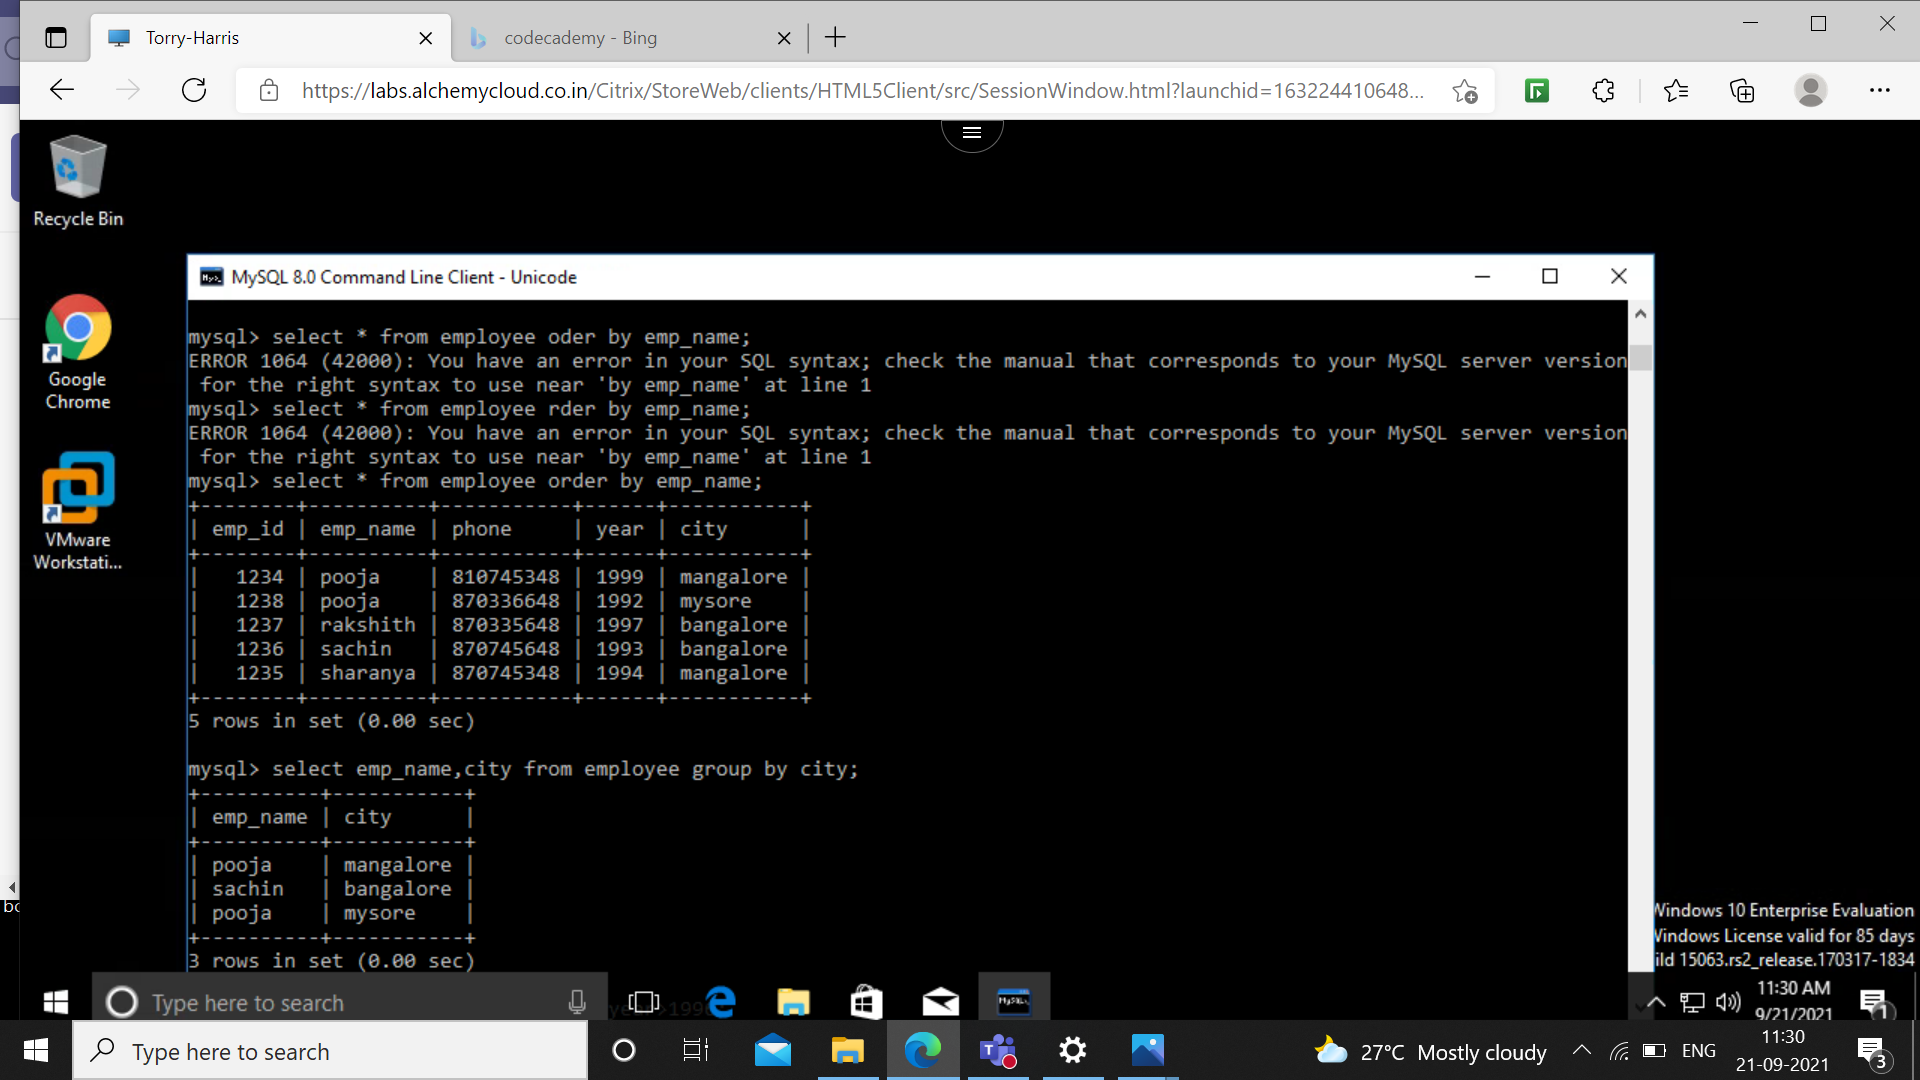 Torry-Harris
codecademy - Bing
https://labs.alchemycloud.co.in/Citrix/StoreWeb/clients/HTML5Client/src/SessionWindow.html?launchid=163224410648...
Recycle Bin
Google
Chrome
VMware
Workstati...
MySQL 8.0 Command Line Client - Unicode
mysql> select * from employee oder by emp_name;
ERROR 1064 (42000): You have an error in your SQL syntax; check the manual that corresponds to your MySQL server version
for the right syntax to use near 'by emp_name' at line 1
mysql> select * from employee rder by emp_name;
ERROR 1064 (42000): You have an error in your SQL syntax; check the manual that corresponds to your MySQL server version
for the right syntax to use near 'by emp_name' at line 1
mysql> select * from employee order by emp_name;
+--------+----------+-----------+------+-----------+
| emp_id | emp_name | phone     | year | city      |
+--------+----------+-----------+------+-----------+
|   1234 | pooja    | 810745348 | 1999 | mangalore |
|   1238 | pooja    | 870336648 | 1992 | mysore    |
|   1237 | rakshith | 870335648 | 1997 | bangalore |
|   1236 | sachin   | 870745648 | 1993 | bangalore |
|   1235 | sharanya | 870745348 | 1994 | mangalore |
+--------+----------+-----------+------+-----------+
5 rows in set (0.00 sec)
mysql> select emp_name,city from employee group by city;
+----------+-----------+
| emp_name | city      |
+----------+-----------+
| pooja    | mangalore |
| sachin   | bangalore |
| pooja    | mysore    |
+----------+-----------+
3 rows in set (0.00 sec)
Windows 10 Enterprise Evaluation
Windows License valid for 85 days
ild 15063.rs2_release.170317-1834
Type here to search
11:30 AM
9/21/2021
1
Type here to search
27°C Mostly cloudy
ENG
11:30
21-09-2021
3